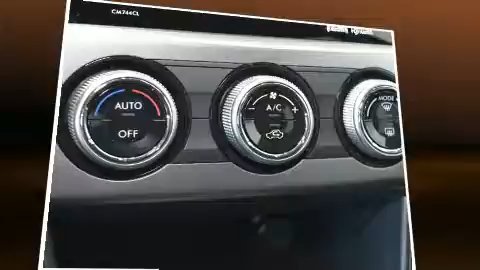 CM744CL
AUTO
OFF
A/C
- +
MODE